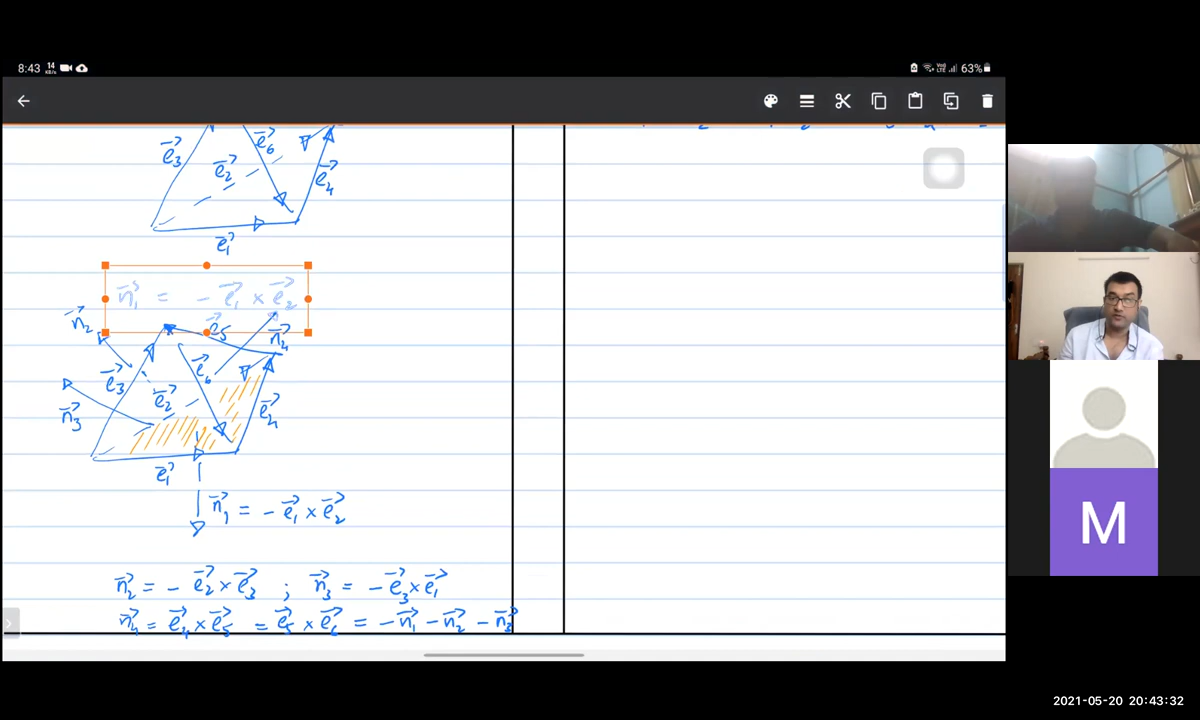 8:43 14 KB/s 63%
e⃗3 e⃗2 e⃗6 e⃗4
e⃗1
n⃗1 = - e⃗1 × e⃗2
n⃗2 e⃗5 n⃗4
e⃗3 e⃗2 e⃗6
n⃗3 e⃗4
e⃗1
n⃗1 = - e⃗1 × e⃗2
n⃗2 = - e⃗2 × e⃗3 ; n⃗3 = - e⃗3 × e⃗1
n⃗4 = e⃗4 × e⃗5 = e⃗5 × e⃗6 = - n⃗1 - n⃗2 - n⃗3
M
2021-05-20 20:43:32